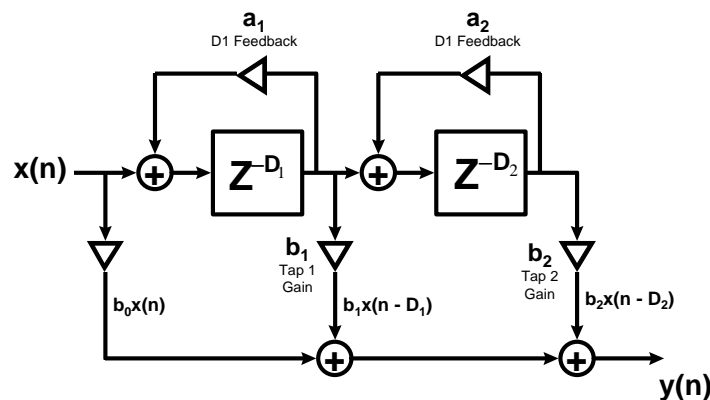 a₁
D1 Feedback
a₂
D1 Feedback
x(n)
+
Z⁻ᴰ₁
+
Z⁻ᴰ₂
b₁
Tap 1
Gain
b₂
Tap 2
Gain
b₀x(n)
b₁x(n - D₁)
b₂x(n - D₂)
+
+
y(n)